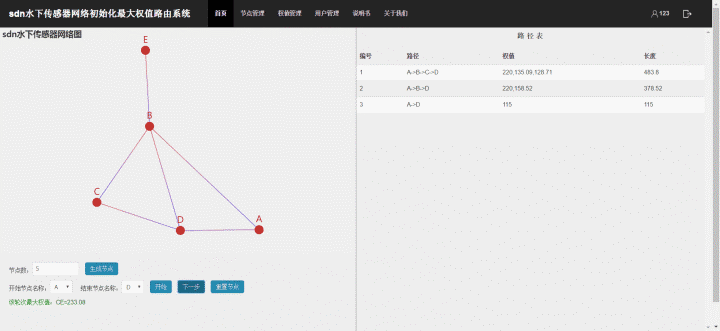 sdn水下传感器网络初始化最大权值路由系统 首页 节点管理 权值管理 用户管理 说明书 关于我们 123
sdn水下传感器网络图
E
B
C
D
A
节点数： 5 生成节点
开始节点名称： A 结束节点名称： D 开始 下一步 重置节点
该轮次最大权值：CE=233.08
路 径 表
编号 路径 权值 长度
1 A->B->C->D 220,135.09,128.71 483.8
2 A->B->D 220,158.52 378.52
3 A->D 115 115